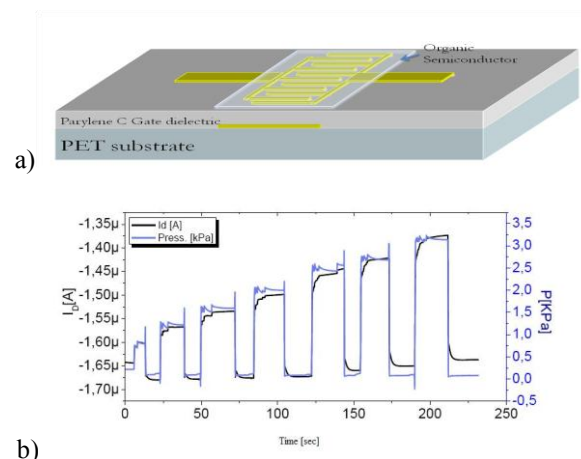 a)
Organic
Semiconductor
Parylene C Gate dielectric
PET substrate
b)
Id [A]
Press. [kPa]
-1,35µ
-1,40µ
-1,45µ
-1,50µ
-1,55µ
-1,60µ
-1,65µ
-1,70µ
I_D[A]
3,5
3,0
2,5
2,0
1,5
1,0
0,5
0,0
-0,5
P[KPa]
0 50 100 150 200 250
Time [sec]